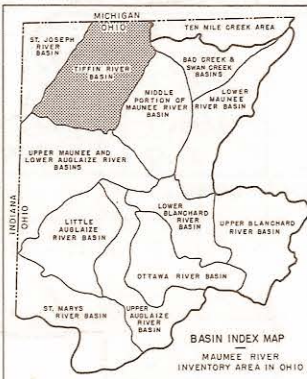 MICHIGAN
OHIO
ST. JOSEPH
RIVER
BASIN
TIFFIN RIVER
BASIN
TEN MILE CREEK AREA
BAD CREEK &
SWAN CREEK
BASINS
LOWER
MAUMEE
RIVER BASIN
MIDDLE
PORTION OF
MAUMEE RIVER
BASIN
UPPER MAUMEE AND
LOWER AUGLAIZE RIVER
BASINS
INDIANA
OHIO
LITTLE
AUGLAIZE
RIVER BASIN
LOWER
BLANCHARD
RIVER
BASIN
UPPER BLANCHARD
RIVER BASIN
OTTAWA RIVER BASIN
ST. MARYS
RIVER BASIN
UPPER
AUGLAIZE
RIVER
BASIN
BASIN INDEX MAP
MAUMEE RIVER
INVENTORY AREA IN OHIO